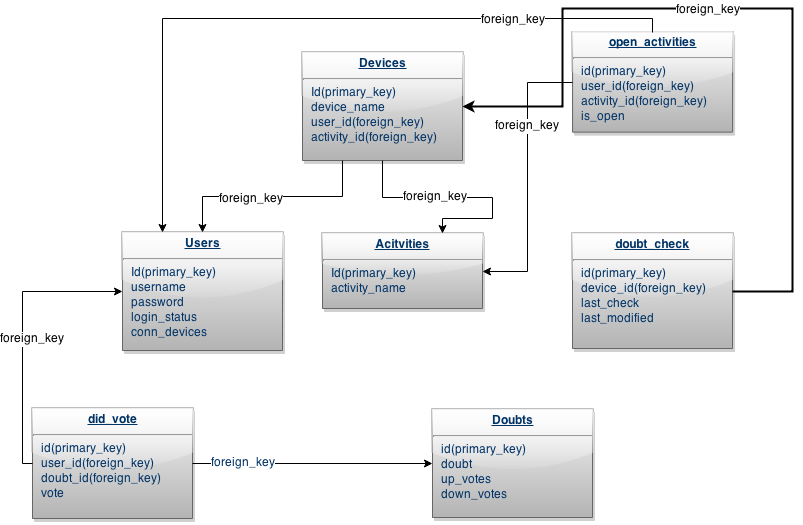 foreign_key
foreign_key
open_activities
id(primary_key)
user_id(foreign_key)
activity_id(foreign_key)
is_open
Devices
Id(primary_key)
device_name
user_id(foreign_key)
activity_id(foreign_key)
foreign_key
foreign_key
foreign_key
Users
Id(primary_key)
username
password
login_status
conn_devices
Acitvities
Id(primary_key)
activity_name
doubt_check
id(primary_key)
device_id(foreign_key)
last_check
last_modified
foreign_key
did_vote
id(primary_key)
user_id(foreign_key)
doubt_id(foreign_key)
vote
foreign_key
Doubts
id(primary_key)
doubt
up_votes
down_votes